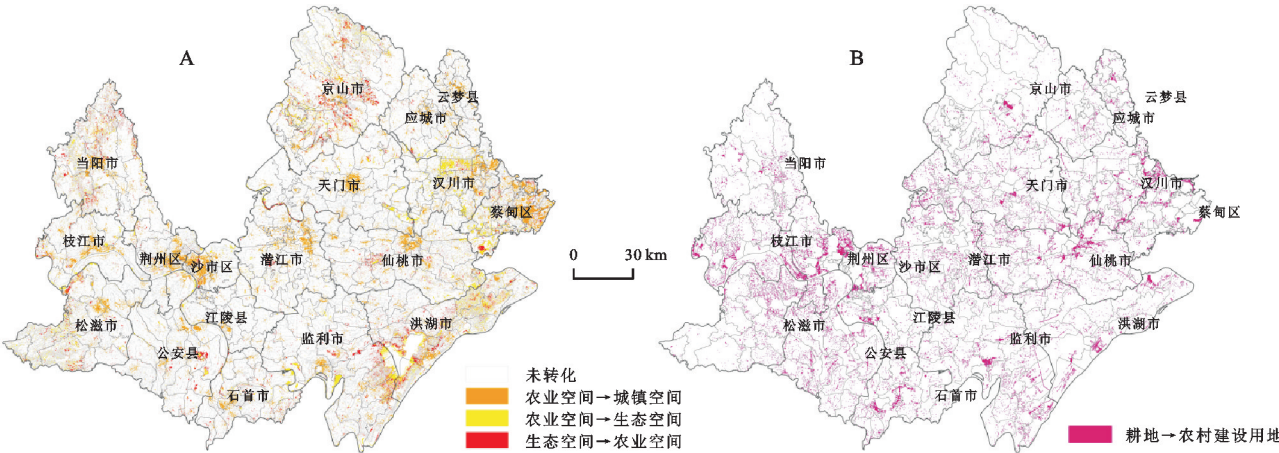 A
京山市
云梦县
应城市
当阳市
天门市
汉川市
蔡甸区
枝江市
荆州区
沙市区
潜江市
仙桃市
松滋市
江陵县
公安县
监利市
洪湖市
石首市
0 30 km
未转化
农业空间→城镇空间
农业空间→生态空间
生态空间→农业空间
B
京山市
云梦县
应城市
当阳市
天门市
汉川市
蔡甸区
枝江市
荆州区
沙市区
潜江市
仙桃市
松滋市
江陵县
公安县
监利市
洪湖市
石首市
耕地→农村建设用地